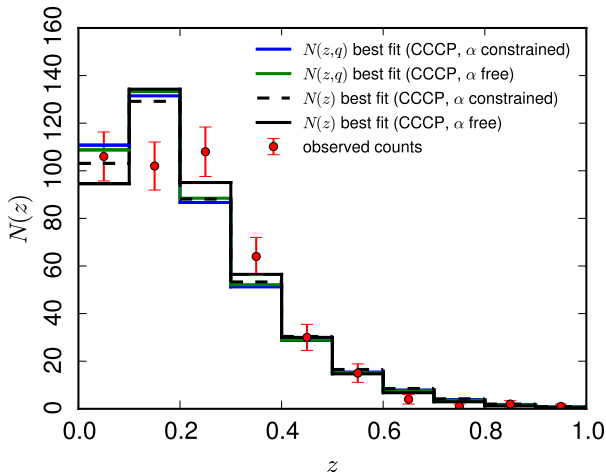 160
140
120
100
80
60
40
20
0
N(z)
N(z,q) best fit (CCCP, α constrained)
N(z,q) best fit (CCCP, α free)
N(z) best fit (CCCP, α constrained)
N(z) best fit (CCCP, α free)
observed counts
0.0 0.2 0.4 0.6 0.8 1.0
z